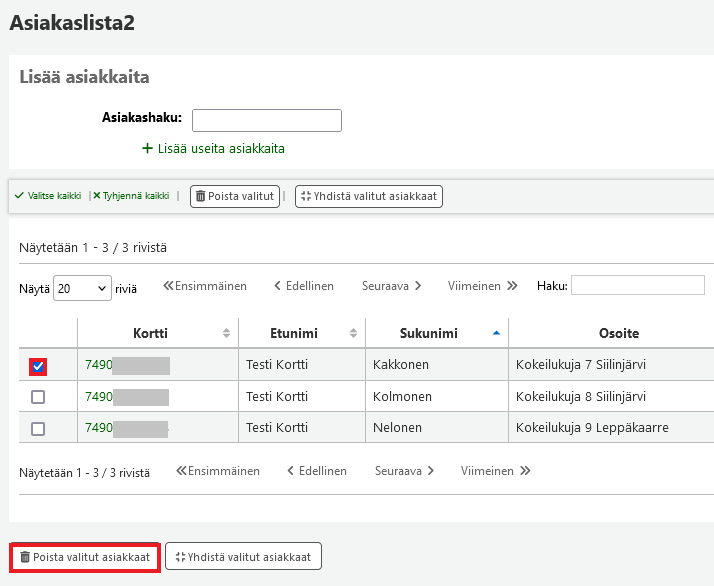 Asiakaslista2
Lisää asiakkaita
Asiakashaku:
Lisää useita asiakkaita
Valitse kaikki | Tyhjennä kaikki | Poista valitut | Yhdistä valitut asiakkaat
Näytetään 1 - 3 / 3 rivistä
Näytä 20 riviä Ensimmäinen Edellinen Seuraava Viimeinen Haku:
Kortti Etunimi Sukunimi Osoite
7490 Testi Kortti Kakkonen Kokeilukuja 7 Siilinjärvi
7490 Testi Kortti Kolmonen Kokeilukuja 8 Siilinjärvi
7490 Testi Kortti Nelonen Kokeilukuja 9 Leppäkaarre
Näytetään 1 - 3 / 3 rivistä Ensimmäinen Edellinen Seuraava Viimeinen
Poista valitut asiakkaat Yhdistä valitut asiakkaat